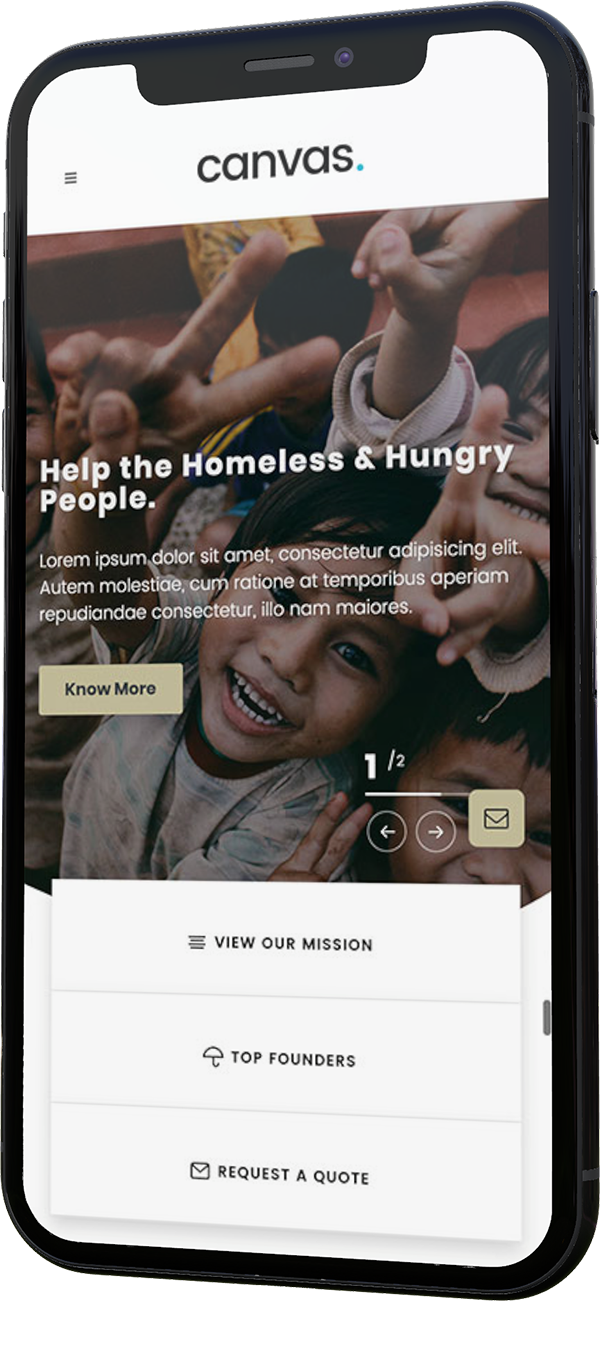 canvas.
Help the Homeless & Hungry
People.
Lorem ipsum dolor sit amet, consectetur adipisicing elit.
Autem molestiae, cum ratione at temporibus aperiam
repudiandae consectetur, illo nam maiores.
Know More
1 /2
VIEW OUR MISSION
TOP FOUNDERS
REQUEST A QUOTE